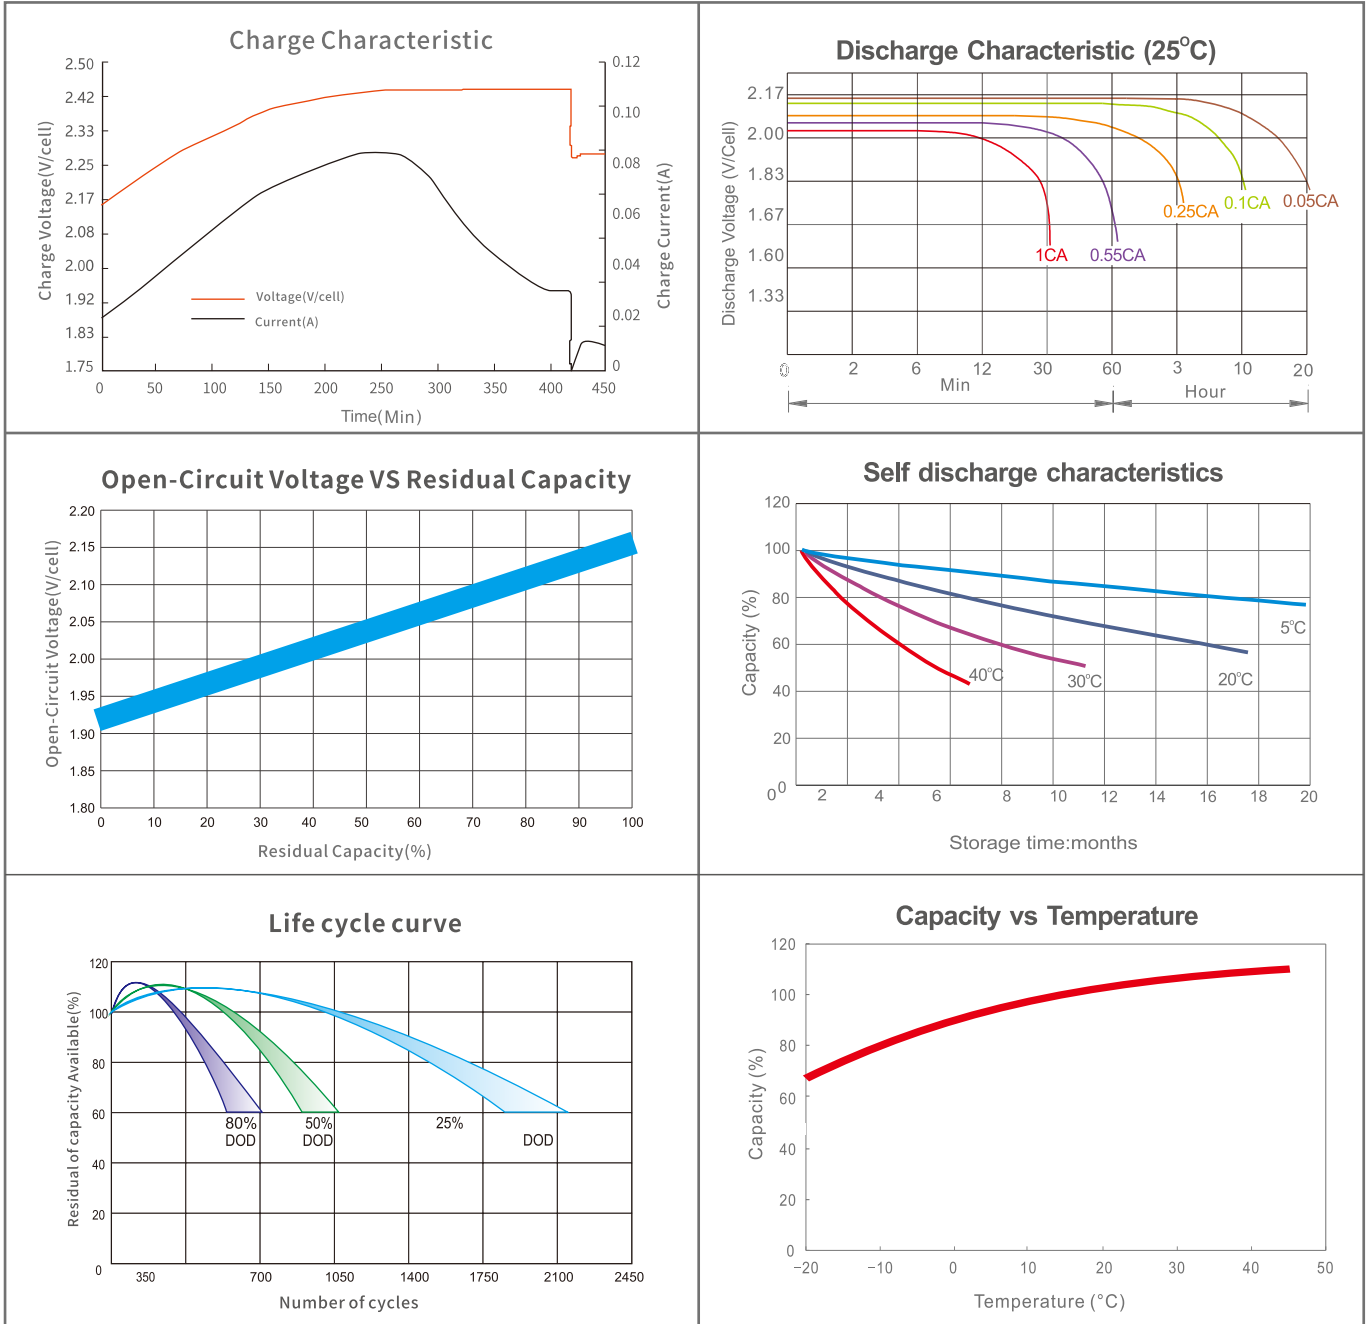 Charge Characteristic
Charge Voltage(V/cell)
2.50
2.42
2.33
2.25
2.17
2.08
2.00
1.92
1.83
1.75
0.12
0.10
0.08
0.06
0.04
0.02
0
Charge Current(A)
Voltage(V/cell)
Current(A)
0 50 100 150 200 250 300 350 400 450
Time(Min)
Discharge Characteristic (25°C)
Discharge Voltage (V/Cell)
2.17
2.00
1.83
1.67
1.60
1.33
1CA
0.55CA
0.25CA
0.1CA
0.05CA
0 2 6 12 30 60 3 10 20
Min
Hour
Open-Circuit Voltage VS Residual Capacity
Open-Circuit Voltage(V/cell)
2.20
2.15
2.10
2.05
2.00
1.95
1.90
1.85
1.80
0 10 20 30 40 50 60 70 80 90 100
Residual Capacity(%)
Self discharge characteristics
Capacity (%)
120
100
80
60
40
20
0
5°C
20°C
30°C
40°C
0 2 4 6 8 10 12 14 16 20
Storage time:months
Life cycle curve
Residual of capacity Available(%)
120
100
80
60
40
20
0
80%
DOD
50%
DOD
25%
DOD
350 700 1050 1400 1750 2100 2450
Number of cycles
Capacity vs Temperature
Capacity (%)
120
100
80
60
40
20
0
−20 −10 0 10 20 30 40 50
Temperature (°C)